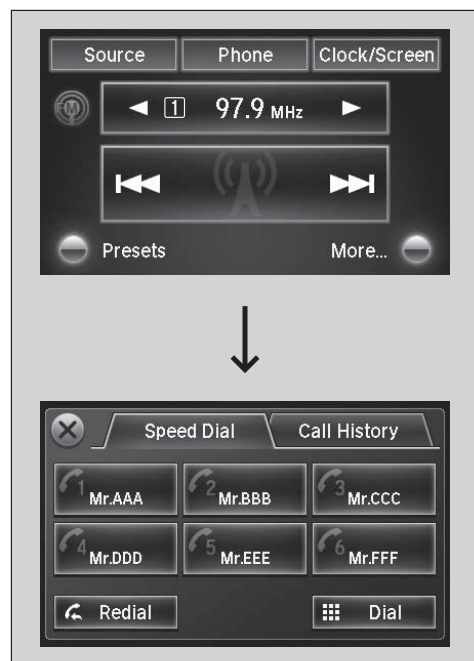 Source Phone Clock/Screen
M
1 97.9 MHz
Presets More...
Speed Dial Call History
1 Mr.AAA 2 Mr.BBB 3 Mr.CCC
4 Mr.DDD 5 Mr.EEE 6 Mr.FFF
Redial Dial